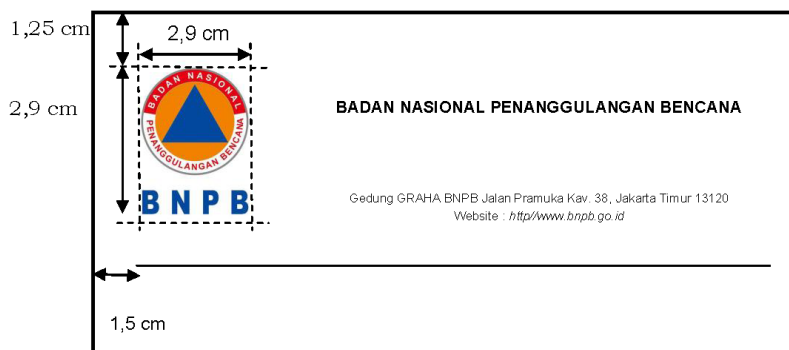 1,25 cm
2,9 cm
2,9 cm
BADAN NASIONAL
PENANGGULANGAN BENCANA
BNPB
BADAN NASIONAL PENANGGULANGAN BENCANA
Gedung GRAHA BNPB Jalan Pramuka Kav. 38, Jakarta Timur 13120
Website : http//www.bnpb.go.id
1,5 cm